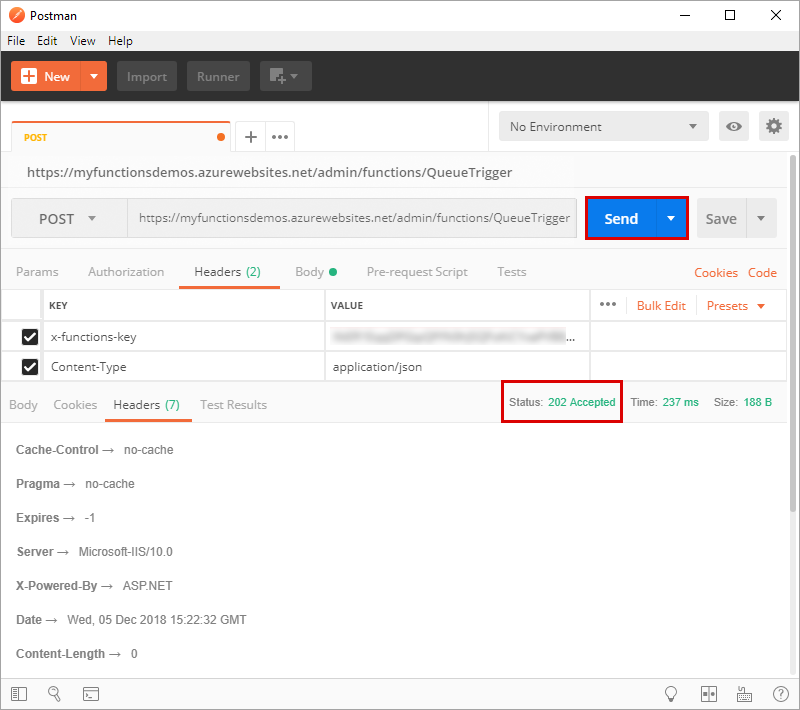 Postman
File Edit View Help
New Import Runner
POST No Environment
https://myfunctionsdemos.azurewebsites.net/admin/functions/QueueTrigger
POST https://myfunctionsdemos.azurewebsites.net/admin/functions/QueueTrigger Send Save
Params Authorization Headers (2) Body Pre-request Script Tests Cookies Code
KEY VALUE ••• Bulk Edit Presets
x-functions-key ...
Content-Type application/json
Body Cookies Headers (7) Test Results Status: 202 Accepted Time: 237 ms Size: 188 B
Cache-Control → no-cache
Pragma → no-cache
Expires → -1
Server → Microsoft-IIS/10.0
X-Powered-By → ASP.NET
Date → Wed, 05 Dec 2018 15:22:32 GMT
Content-Length → 0